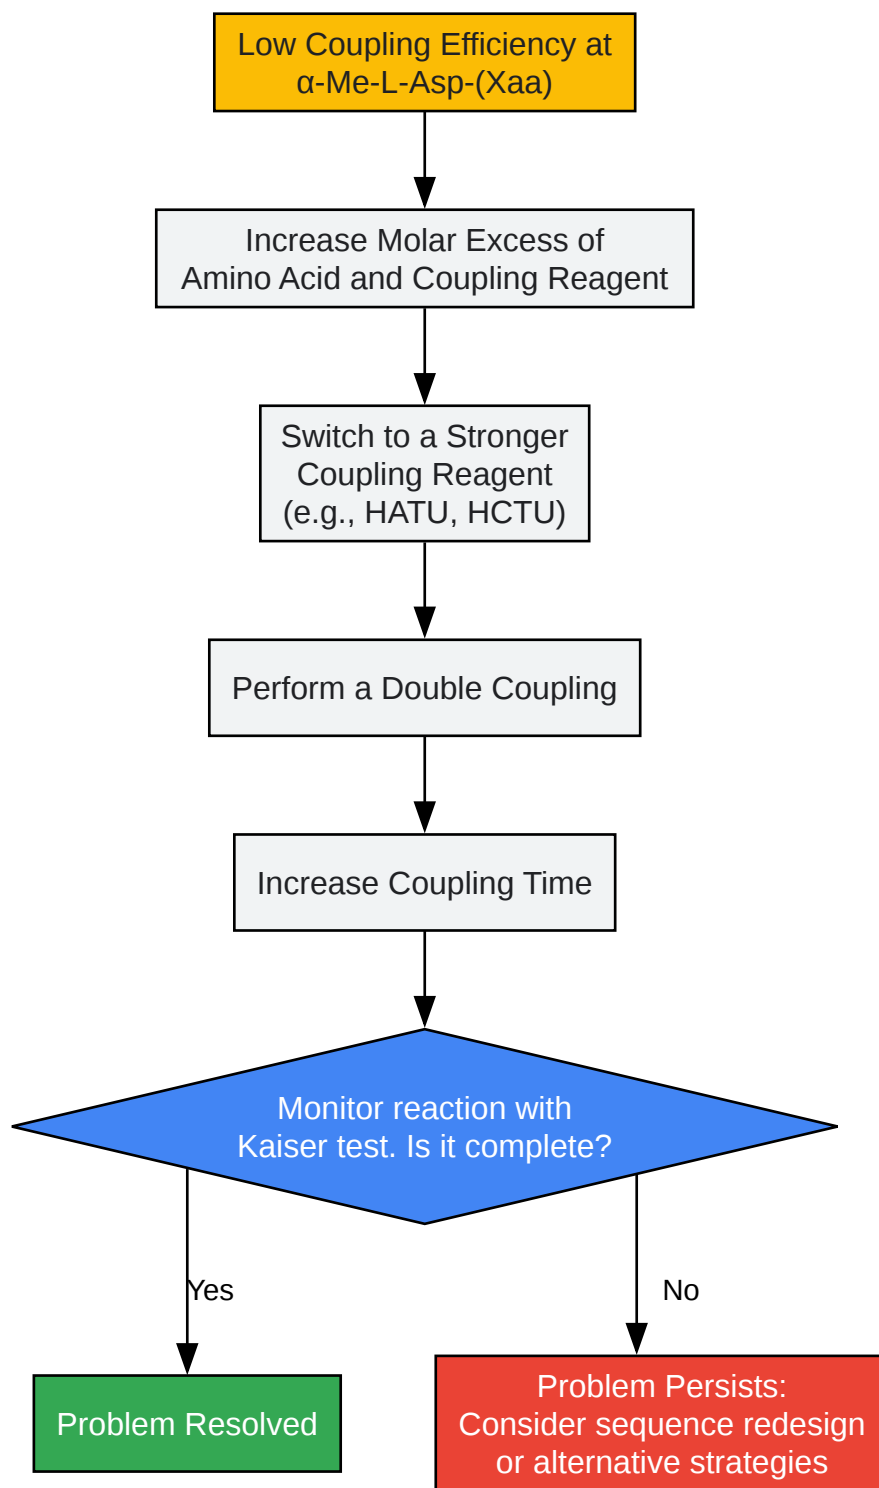 Low Coupling Efficiency at
α-Me-L-Asp-(Xaa)
Increase Molar Excess of
Amino Acid and Coupling Reagent
Switch to a Stronger
Coupling Reagent
(e.g., HATU, HCTU)
Perform a Double Coupling
Increase Coupling Time
Monitor reaction with
Kaiser test. Is it complete?
Yes
No
Problem Resolved
Problem Persists:
Consider sequence redesign
or alternative strategies